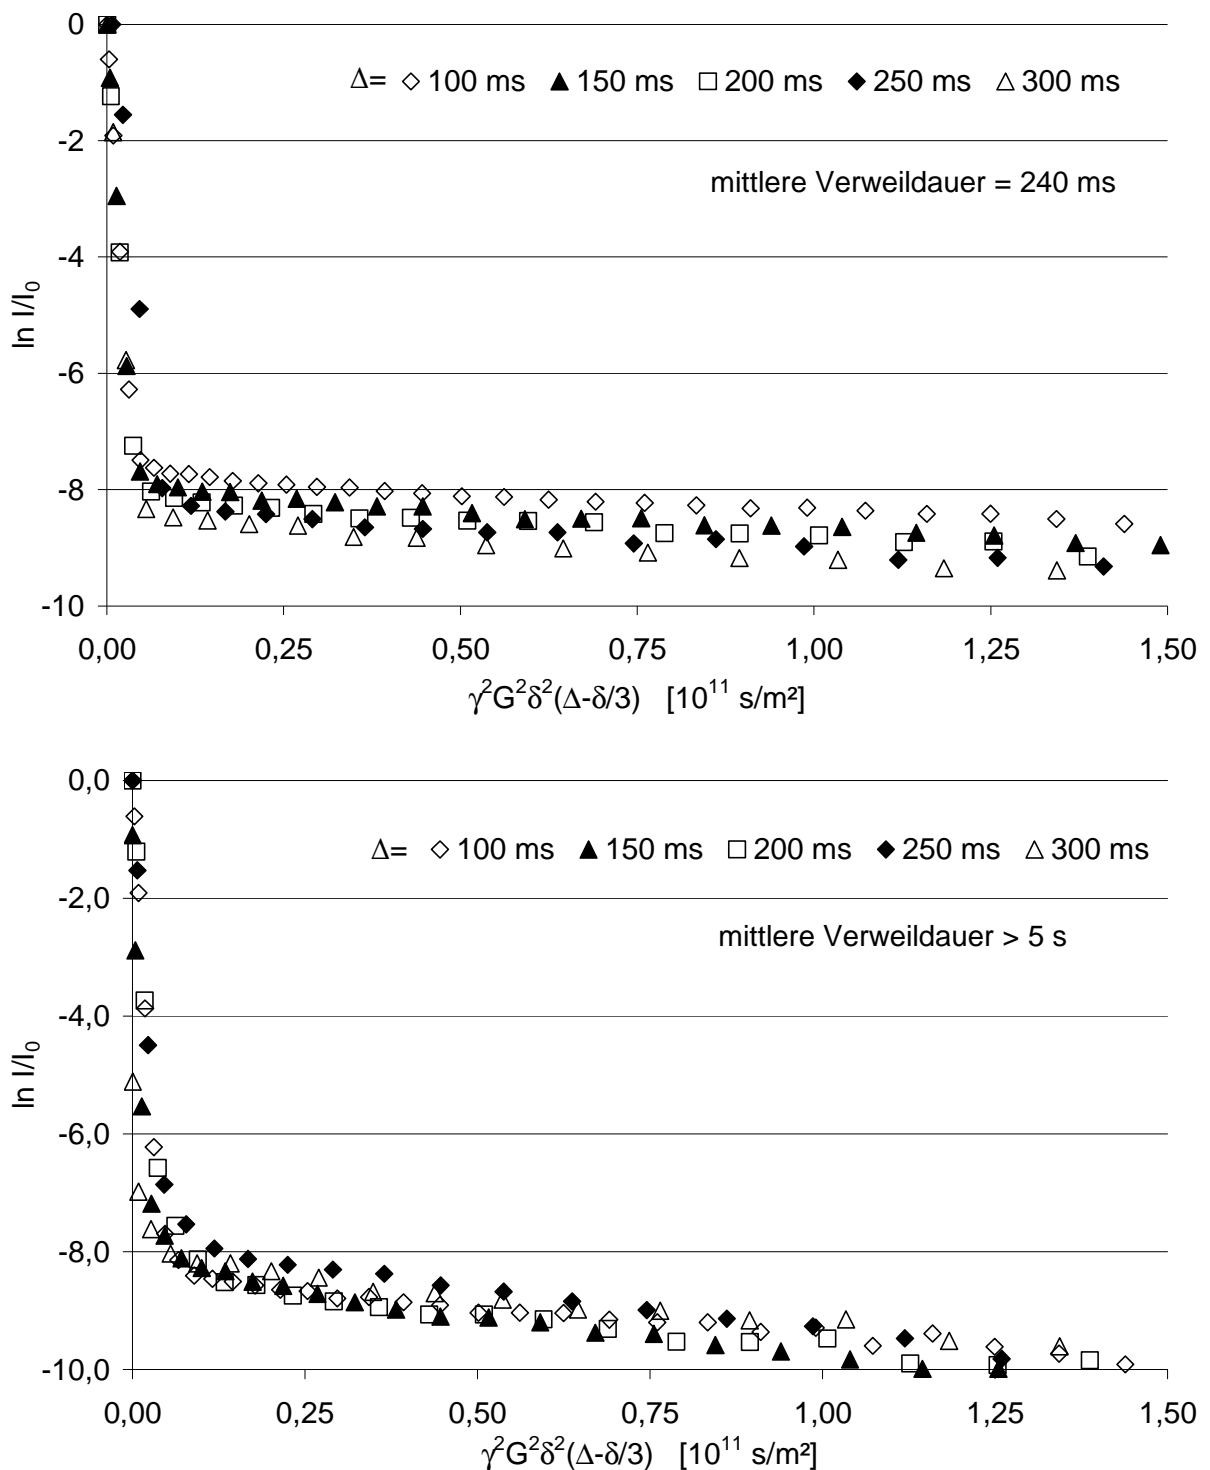 0
Δ= ◇ 100 ms ▲ 150 ms □ 200 ms ◆ 250 ms △ 300 ms
-2
mittlere Verweildauer = 240 ms
-4
ln I/I₀
-6
-8
-10
0,00 0,25 0,50 0,75 1,00 1,25 1,50
γ²G²δ²(Δ-δ/3) [10¹¹ s/m²]
0,0
Δ= ◇ 100 ms ▲ 150 ms □ 200 ms ◆ 250 ms △ 300 ms
-2,0
mittlere Verweildauer > 5 s
-4,0
ln I/I₀
-6,0
-8,0
-10,0
0,00 0,25 0,50 0,75 1,00 1,25 1,50
γ²G²δ²(Δ-δ/3) [10¹¹ s/m²]